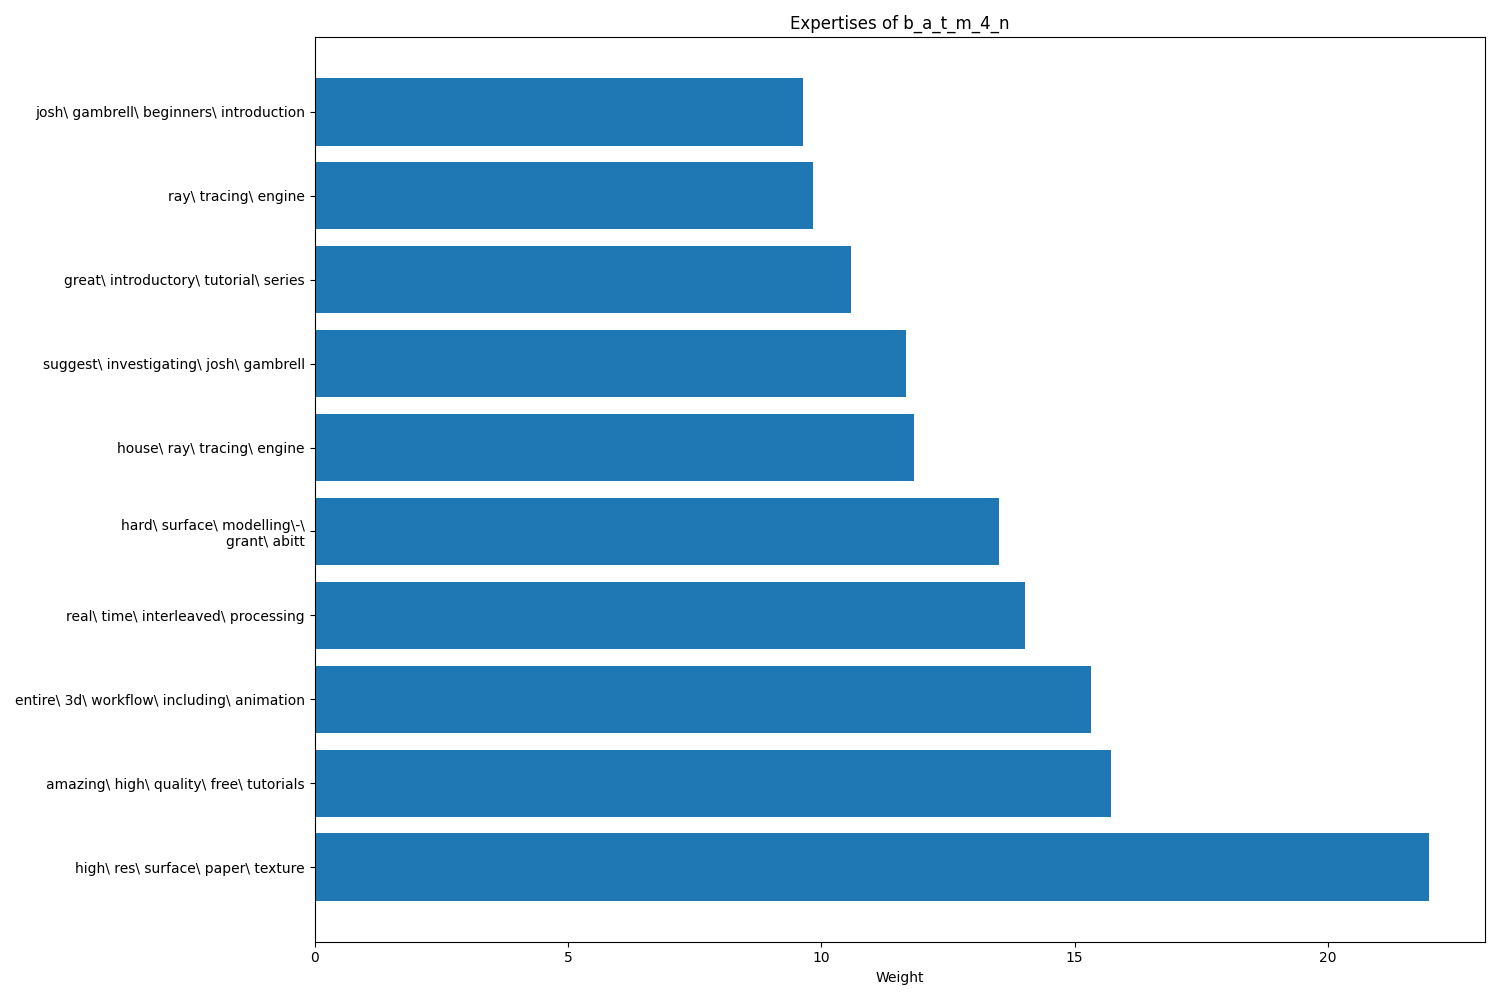 Expertises of b_a_t_m_4_n
josh\ gambrell\ beginners\ introduction
ray\ tracing\ engine
great\ introductory\ tutorial\ series
suggest\ investigating\ josh\ gambrell
house\ ray\ tracing\ engine
hard\ surface\ modelling\-\
grant\ abitt
real\ time\ interleaved\ processing
entire\ 3d\ workflow\ including\ animation
amazing\ high\ quality\ free\ tutorials
high\ res\ surface\ paper\ texture
0 5 10 15 20
Weight